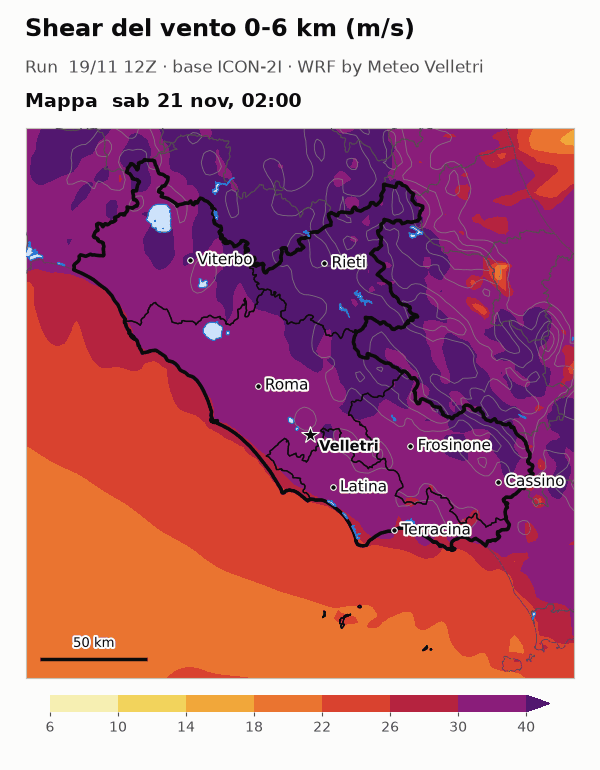 Shear del vento 0-6 km (m/s)
Run 19/11 12Z · base ICON-2I · WRF by Meteo Velletri
Mappa sab 21 nov, 02:00
Viterbo
Rieti
Roma
Velletri
Frosinone
Latina
Cassino
Terracina
50 km
6 10 14 18 22 26 30 40